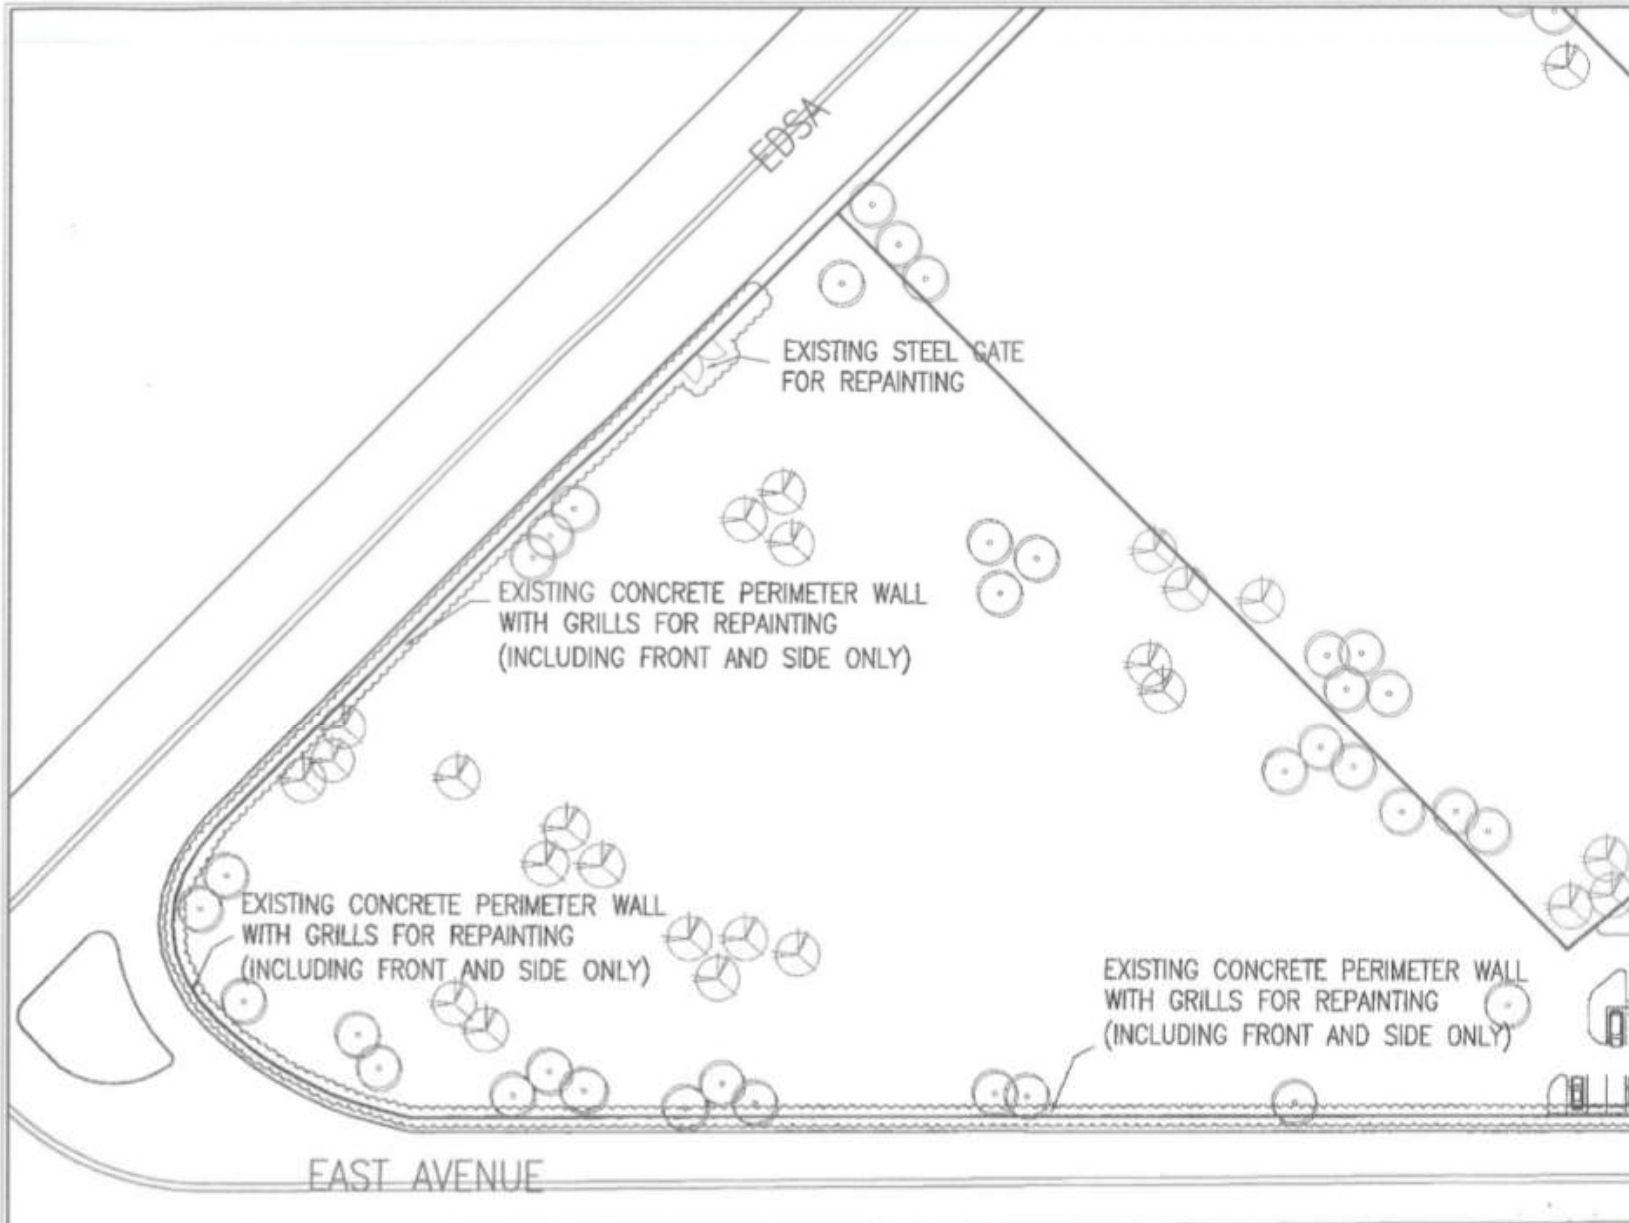 EDSA
EXISTING STEEL GATE
FOR REPAINTING
EXISTING CONCRETE PERIMETER WALL
WITH GRILLS FOR REPAINTING
(INCLUDING FRONT AND SIDE ONLY)
EXISTING CONCRETE PERIMETER WALL
WITH GRILLS FOR REPAINTING
(INCLUDING FRONT AND SIDE ONLY)
EXISTING CONCRETE PERIMETER WALL
WITH GRILLS FOR REPAINTING
(INCLUDING FRONT AND SIDE ONLY)
EAST AVENUE